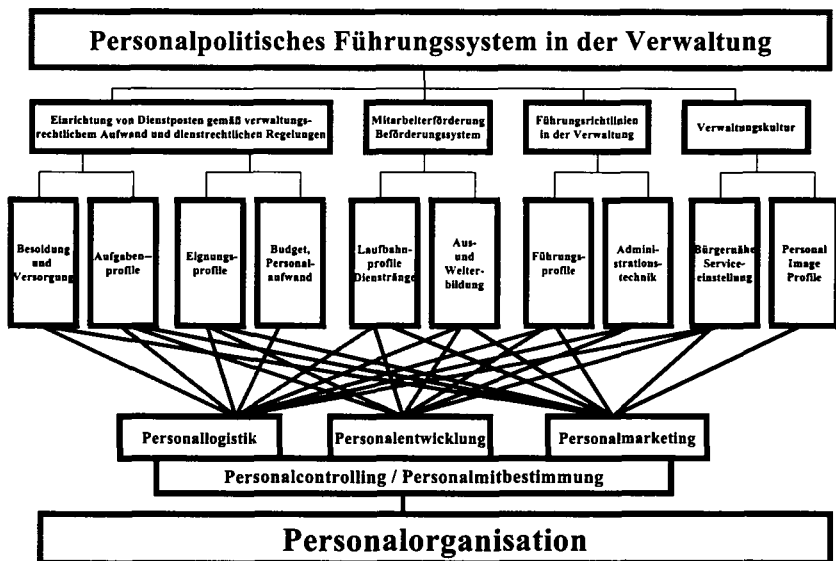 Personalpolitisches Führungssystem in der Verwaltung
Einrichtung von Dienstposten gemäß verwaltungs-
rechtlichem Aufwand und dienstrechtlichen Regelungen
Mitarbeiterförderung
Beförderungssystem
Führungsrichtlinien
in der Verwaltung
Verwaltungskultur
Besoldung
und
Versorgung
Aufgaben-
profile
Eignungs-
profile
Budget,
Personal-
aufwand
Laufbahn-
profile
Dienstränge
Aus-
und
Weiter-
bildung
Führungs-
profile
Admini-
strations-
technik
Bürgernähe
Service-
einstellung
Personal
Image
Profile
Personallogistik
Personalentwicklung
Personalmarketing
Personalcontrolling / Personalmitbestimmung
Personalorganisation